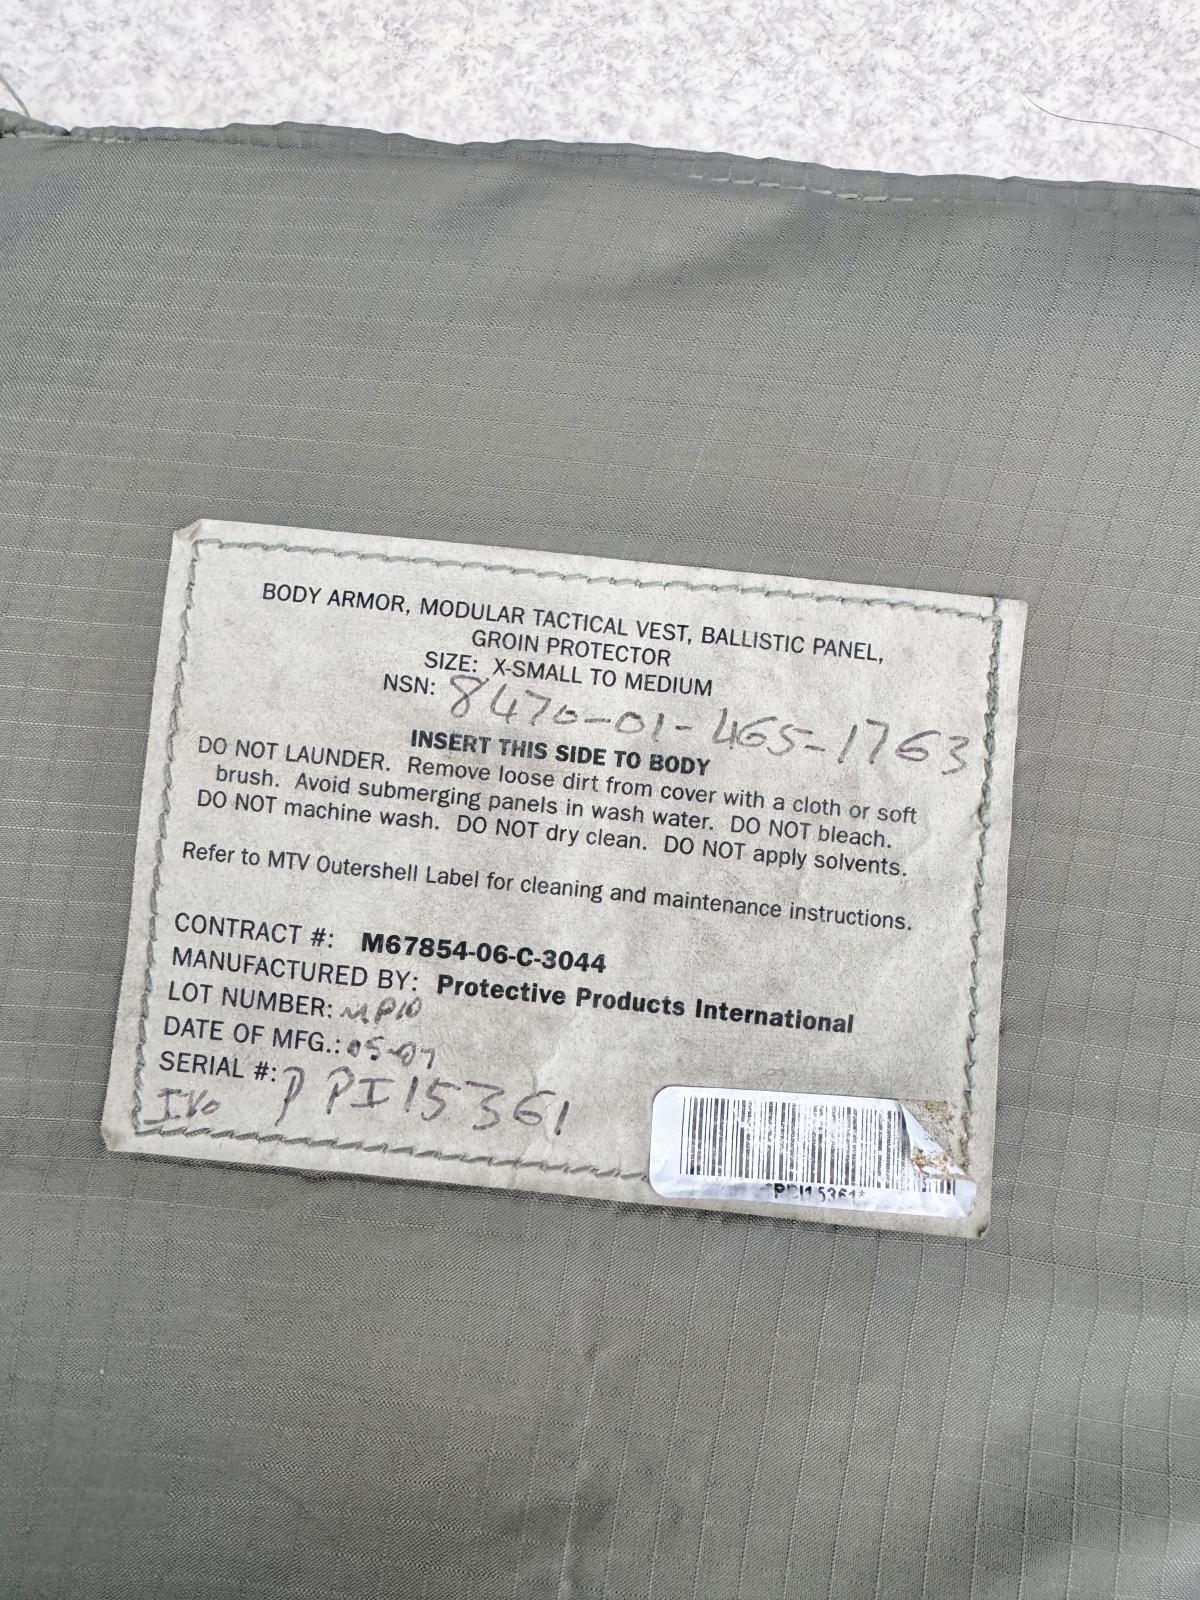 BODY ARMOR, MODULAR TACTICAL VEST, BALLISTIC PANEL,
GROIN PROTECTOR
SIZE: X-SMALL TO MEDIUM
NSN: 8470-01-465-1763
INSERT THIS SIDE TO BODY
DO NOT LAUNDER. Remove loose dirt from cover with a cloth or soft
brush. Avoid submerging panels in wash water. DO NOT bleach.
DO NOT machine wash. DO NOT dry clean. DO NOT apply solvents.
Refer to MTV Outershell Label for cleaning and maintenance instructions.
CONTRACT #: M67854-06-C-3044
MANUFACTURED BY: Protective Products International
LOT NUMBER: MP10
DATE OF MFG.: 05-07
SERIAL #: PPI15361
*PPI15361*